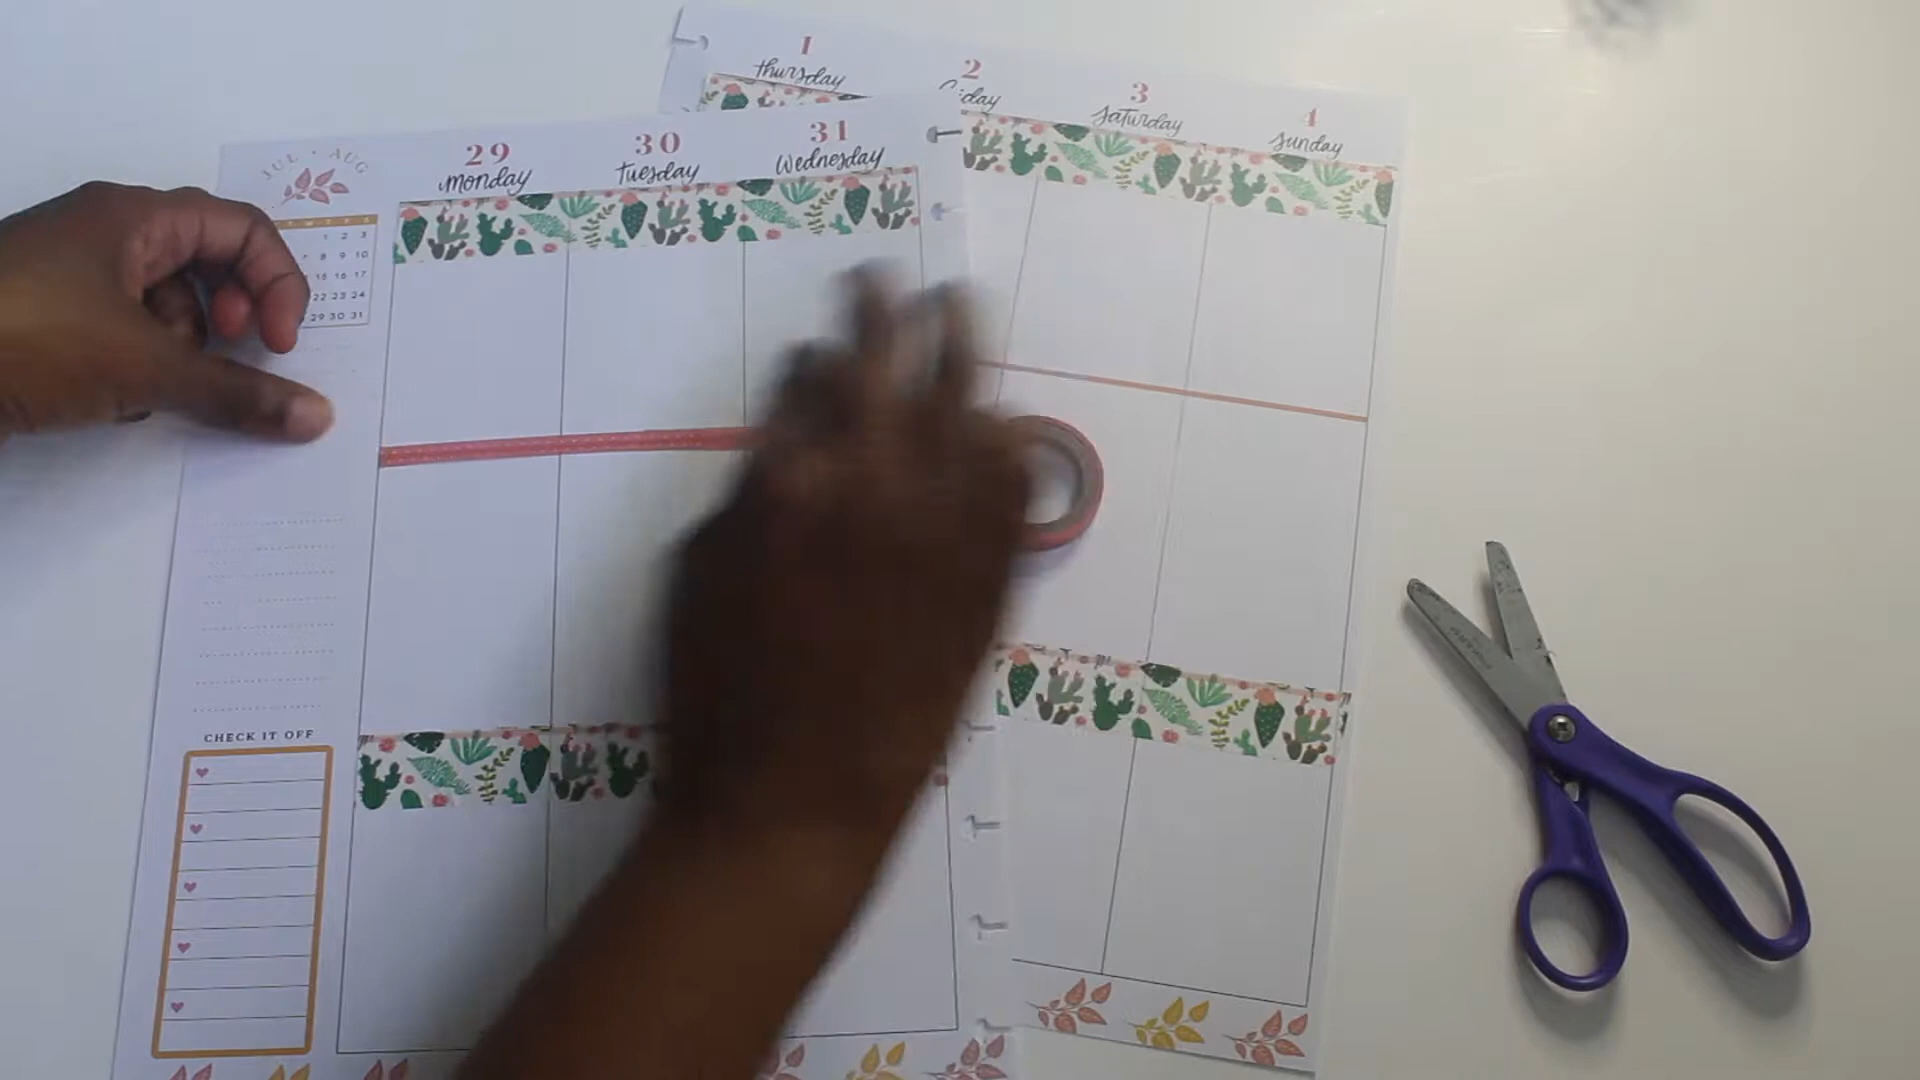 1
thursday
2
3
saturday
4
sunday
JUL • AUG
29
monday
30
tuesday
31
wednesday
T W T F S
1 2 3
8 9 10
15 16 17
22 23 24
29 30 31
CHECK IT OFF